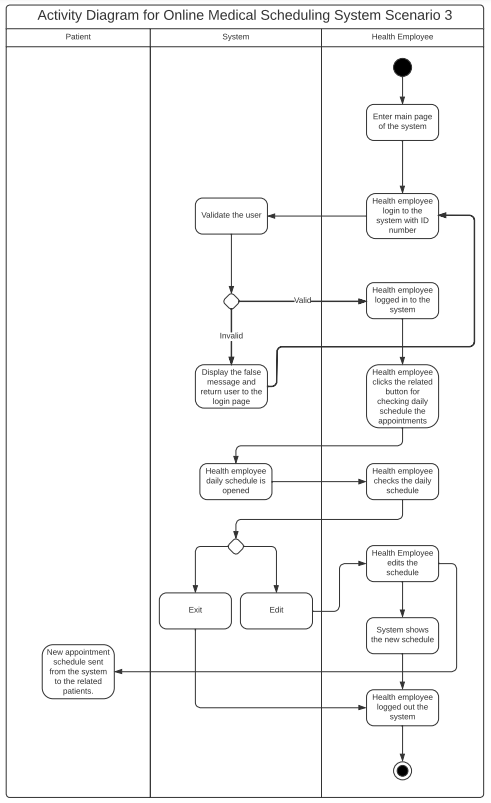 Activity Diagram for Online Medical Scheduling System Scenario 3
Patient
System
Health Employee
Enter main page
of the system
Health employee
login to the
system with ID
number
Validate the user
Valid
Health employee
logged in to the
system
Invalid
Display the false
message and
return user to the
login page
Health employee
clicks the related
button for
checking daily
schedule the
appointments
Health employee
daily schedule is
opened
Health employee
checks the daily
schedule
Health Employee
edits the
schedule
Exit
Edit
System shows
the new schedule
New appointment
schedule sent
from the system
to the related
patients.
Health employee
logged out the
system